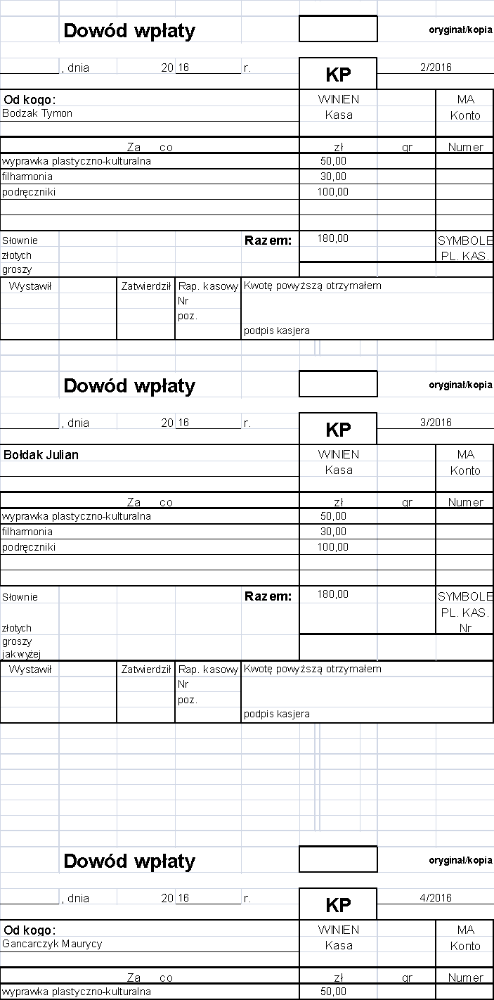 Dowód wpłaty oryginał/kopia
, dnia 20 16 r. KP 2/2016
Od kogo: WINIEN MA
Bodzak Tymon Kasa Konto
Za co zł gr Numer
wyprawka plastyczno-kulturalna 50,00
filharmonia 30,00
podręczniki 100,00
Słownie Razem: 180,00 SYMBOLE
złotych PL. KAS.
groszy
Wystawił Zatwierdził Rap. kasowy Kwotę powyższą otrzymałem
Nr
poz.
podpis kasjera
Dowód wpłaty oryginał/kopia
, dnia 20 16 r. KP 3/2016
Bołdak Julian WINIEN MA
Kasa Konto
Za co zł gr Numer
wyprawka plastyczno-kulturalna 50,00
filharmonia 30,00
podręczniki 100,00
Słownie Razem: 180,00 SYMBOLE
PL. KAS.
złotych Nr
groszy
jak wyżej
Wystawił Zatwierdził Rap. kasowy Kwotę powyższą otrzymałem
Nr
poz.
podpis kasjera
Dowód wpłaty oryginał/kopia
, dnia 20 16 r. KP 4/2016
Od kogo: WINIEN MA
Gancarczyk Maurycy Kasa Konto
Za co zł gr Numer
wyprawka plastyczno-kulturalna 50,00